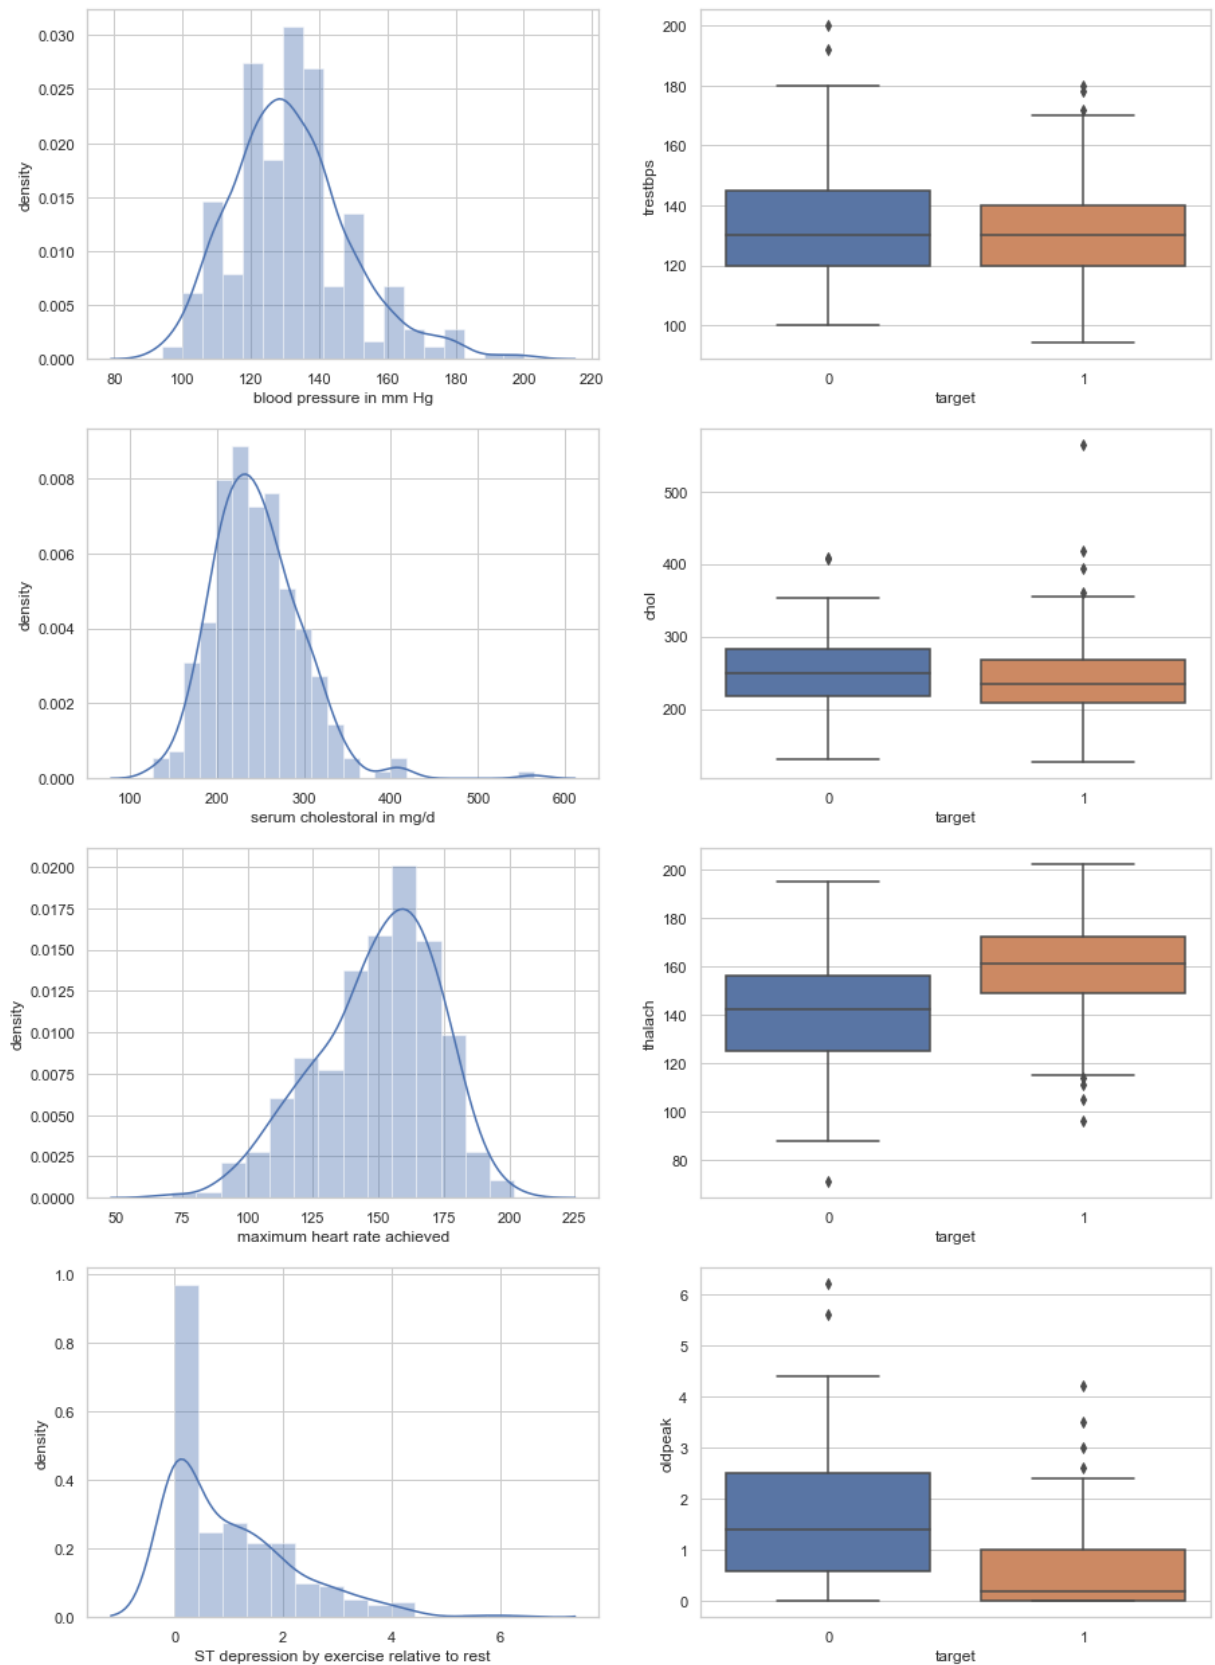 0.030
0.025
0.020
0.015
0.010
0.005
0.000
density
80 100 120 140 160 180 200 220
blood pressure in mm Hg
200
180
160
140
120
100
trestbps
0 1
target
0.008
0.006
0.004
0.002
0.000
density
100 200 300 400 500 600
serum cholestoral in mg/d
500
400
300
200
chol
0 1
target
0.0200
0.0175
0.0150
0.0125
0.0100
0.0075
0.0050
0.0025
0.0000
density
50 75 100 125 150 175 200 225
maximum heart rate achieved
200
180
160
140
120
100
80
thalach
0 1
target
1.0
0.8
0.6
0.4
0.2
0.0
density
0 2 4 6
ST depression by exercise relative to rest
6
5
4
3
2
1
0
oldpeak
0 1
target